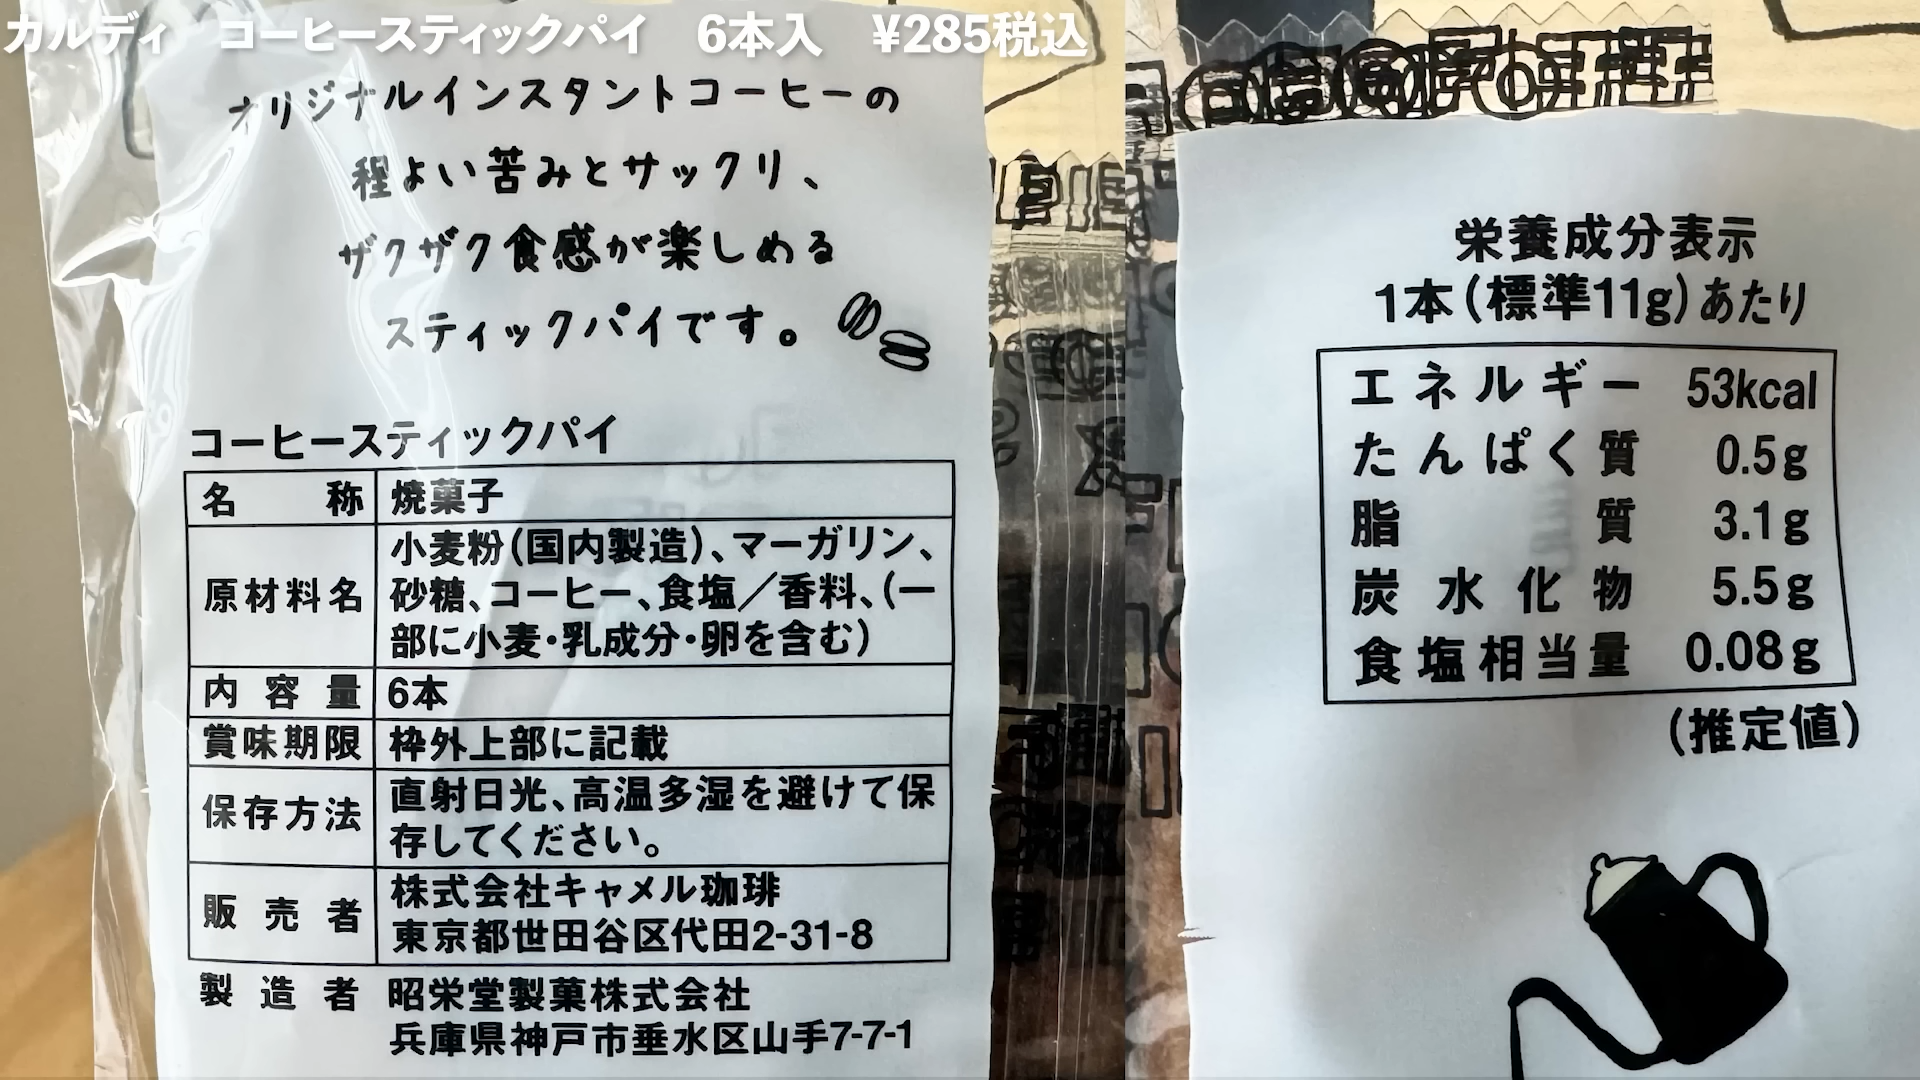 カルディ　コーヒースティックパイ　6本入　¥285税込
オリジナルインスタントコーヒーの
程よい苦みとサックリ、
ザクザク食感が楽しめる
スティックパイです。
コーヒースティックパイ
名称 焼菓子
原材料名 小麦粉(国内製造)、マーガリン、
砂糖、コーヒー、食塩／香料、(一
部に小麦・乳成分・卵を含む)
内容量 6本
賞味期限 枠外上部に記載
保存方法 直射日光、高温多湿を避けて保
存してください。
販売者 株式会社キャメル珈琲
東京都世田谷区代田2-31-8
製造者 昭栄堂製菓株式会社
兵庫県神戸市垂水区山手7-7-1
栄養成分表示
1本(標準11g)あたり
エネルギー 53kcal
たんぱく質 0.5g
脂質 3.1g
炭水化物 5.5g
食塩相当量 0.08g
(推定値)